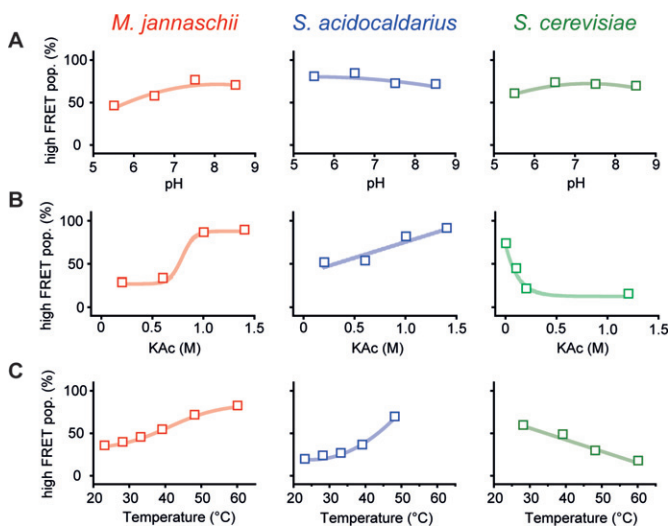 M. jannaschii S. acidocaldarius S. cerevisiae
A
high FRET pop. (%)
100
50
0
5 6 7 8 9 5 6 7 8 9 5 6 7 8 9
pH pH pH
B
high FRET pop. (%)
100
50
0
0 0.5 1.0 1.5 0 0.5 1.0 1.5 0 0.5 1.0 1.5
KAc (M) KAc (M) KAc (M)
C
high FRET pop. (%)
100
50
0
20 30 40 50 60 20 30 40 50 60 20 30 40 50 60
Temperature (°C) Temperature (°C) Temperature (°C)